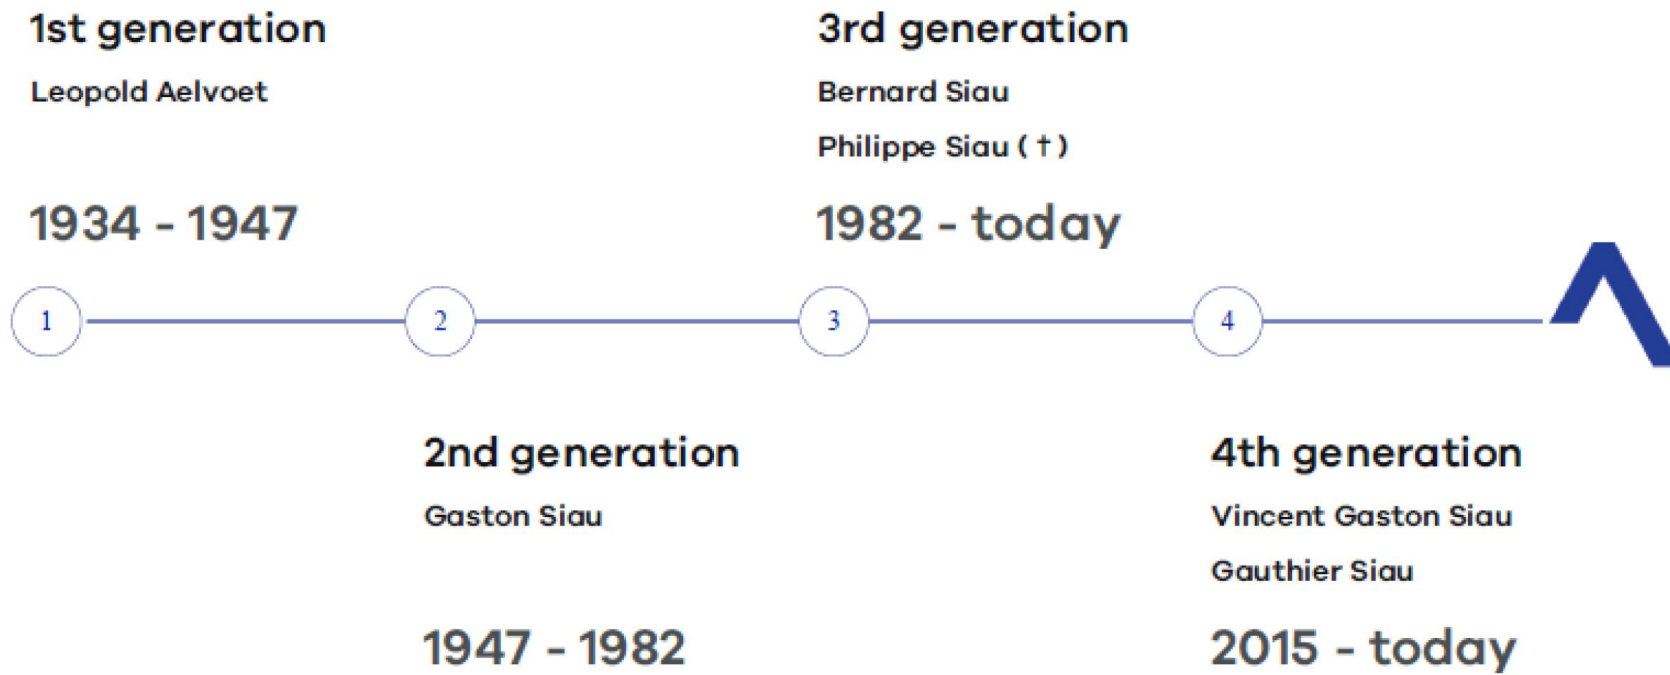 1st generation
Leopold Aelvoet
1934 - 1947
3rd generation
Bernard Siau
Philippe Siau ( † )
1982 - today
1
2
3
4
2nd generation
Gaston Siau
1947 - 1982
4th generation
Vincent Gaston Siau
Gauthier Siau
2015 - today